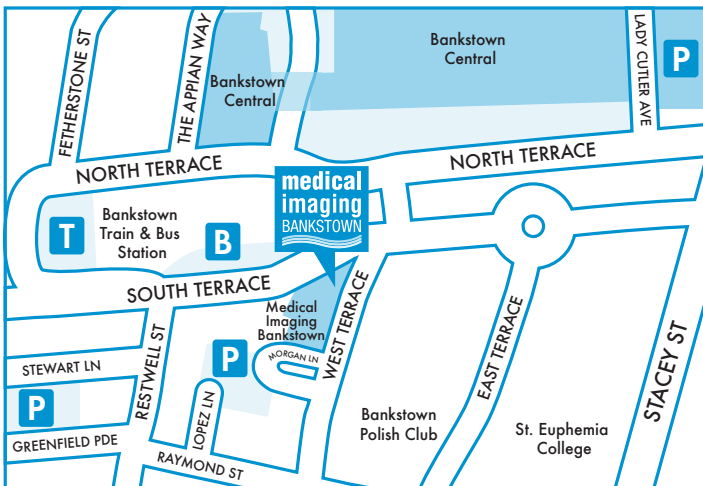 FETHERSTONE ST
THE APPIAN WAY
Bankstown
Central
Bankstown
Central
LADY CUTLER AVE
P
NORTH TERRACE
NORTH TERRACE
medical
imaging
BANKSTOWN
T
Bankstown
Train & Bus
Station
B
SOUTH TERRACE
Medical
Imaging
Bankstown
WEST TERRACE
EAST TERRACE
STACEY ST
RESTWELL ST
STEWART LN
P
MORGAN LN
P
LOPEZ LN
GREENFIELD PDE
RAYMOND ST
Bankstown
Polish Club
St. Euphemia
College